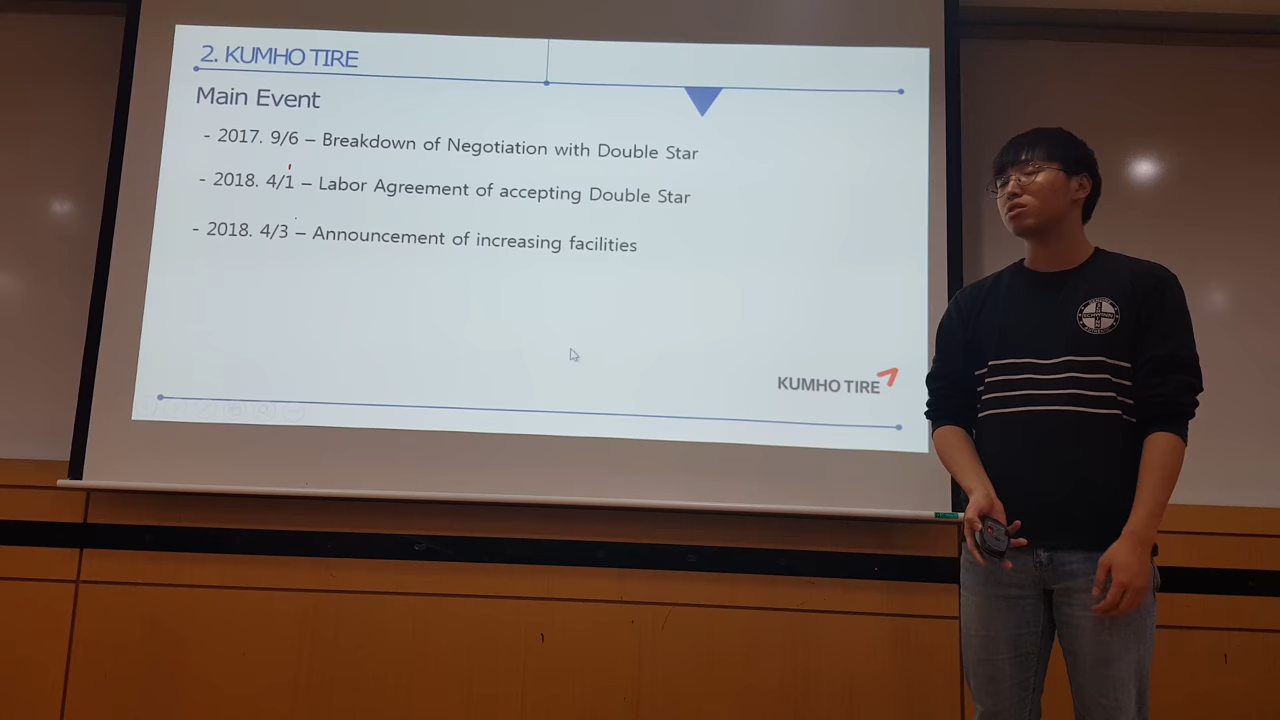 2. KUMHO TIRE
Main Event
- 2017. 9/6 – Breakdown of Negotiation with Double Star
- 2018. 4/1 – Labor Agreement of accepting Double Star
- 2018. 4/3 – Announcement of increasing facilities
KUMHO TIRE
SCHWINN